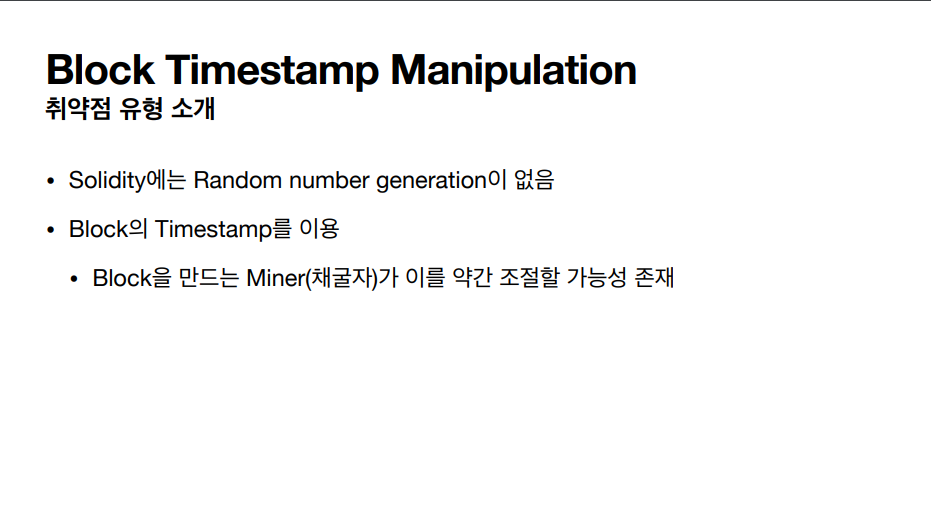 Block Timestamp Manipulation
취약점 유형 소개
• Solidity에는 Random number generation이 없음
• Block의 Timestamp를 이용
• Block을 만드는 Miner(채굴자)가 이를 약간 조절할 가능성 존재